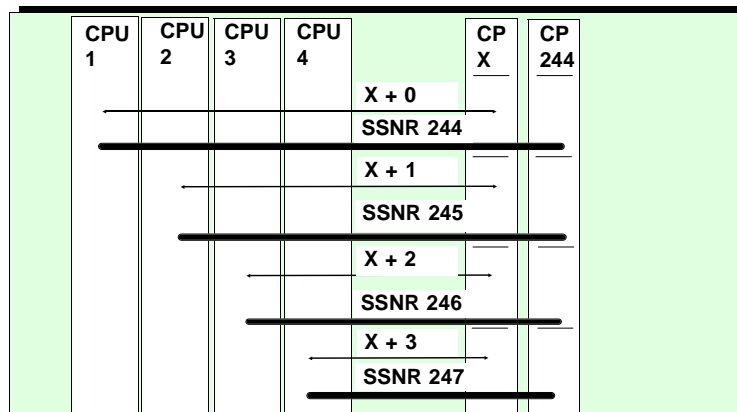 CPU 1
CPU 2
CPU 3
CPU 4
CP X
CP 244
X + 0
SSNR 244
X + 1
SSNR 245
X + 2
SSNR 246
X + 3
SSNR 247